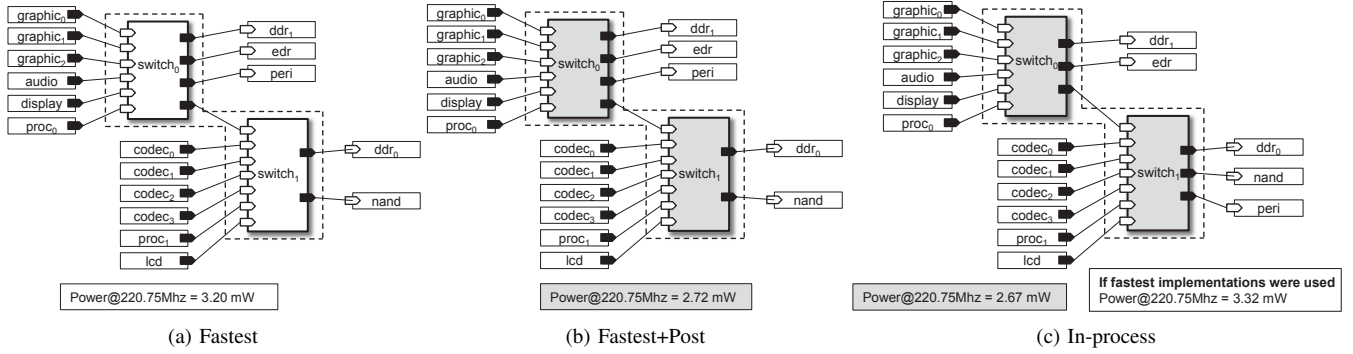 graphic₀
graphic₁
graphic₂
audio
display
proc₀
switch₀
ddr₁
edr
peri
codec₀
codec₁
codec₂
codec₃
proc₁
lcd
switch₁
ddr₀
nand
Power@220.75Mhz = 3.20 mW
(a) Fastest
graphic₀
graphic₁
graphic₂
audio
display
proc₀
switch₀
ddr₁
edr
peri
codec₀
codec₁
codec₂
codec₃
proc₁
lcd
switch₁
ddr₀
nand
Power@220.75Mhz = 2.72 mW
(b) Fastest+Post
graphic₀
graphic₁
graphic₂
audio
display
proc₀
switch₀
ddr₁
edr
codec₀
codec₁
codec₂
codec₃
proc₁
lcd
switch₁
ddr₀
nand
peri
Power@220.75Mhz = 2.67 mW
If fastest implementations were used
Power@220.75Mhz = 3.32 mW
(c) In-process